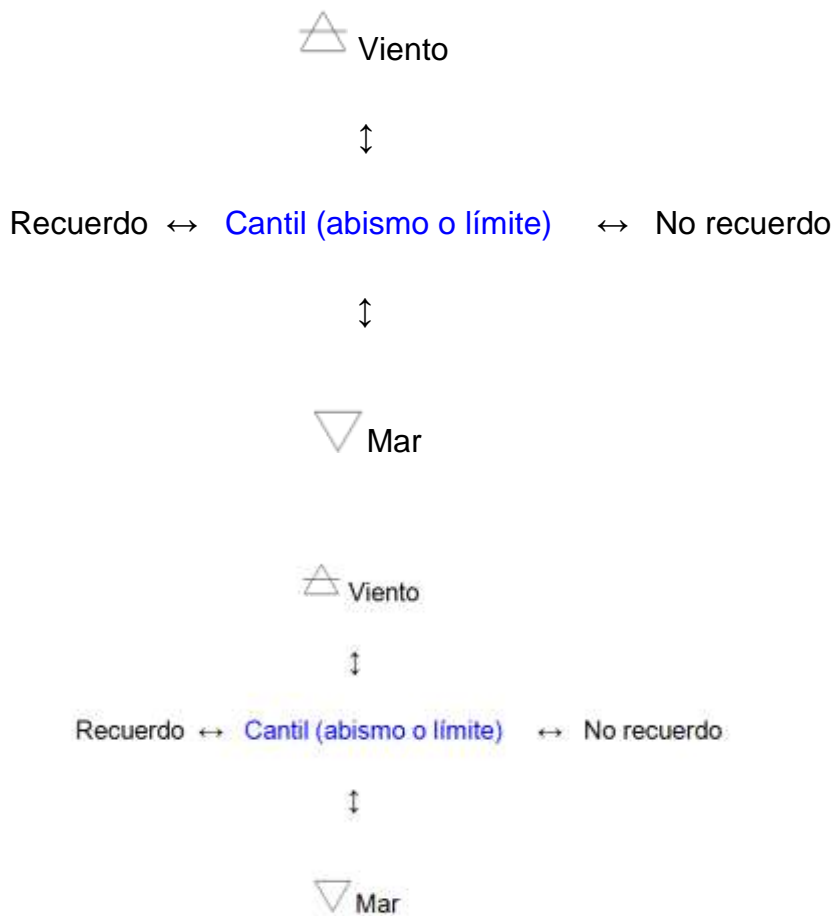 Viento
↕
Recuerdo ↔ Cantil (abismo o límite) ↔ No recuerdo
↕
Mar
Viento
↕
Recuerdo ↔ Cantil (abismo o límite) ↔ No recuerdo
↕
Mar